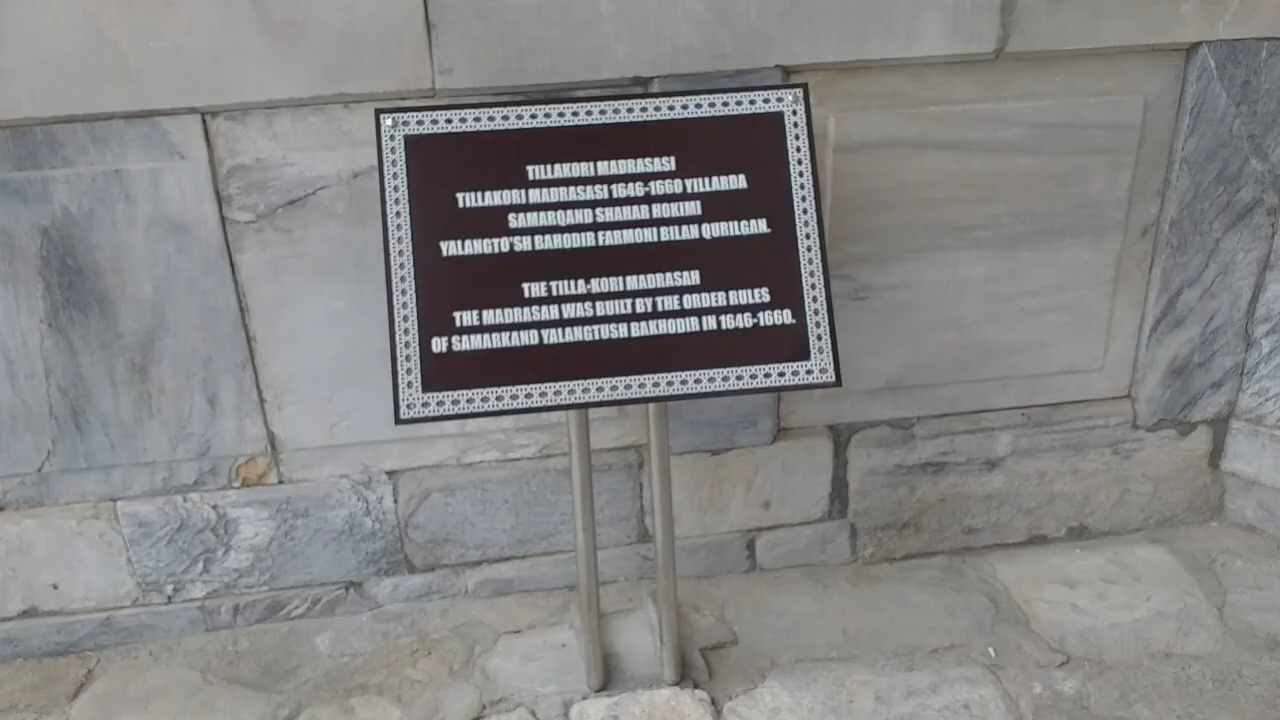 TILLAKORI MADRASASI
TILLAKORI MADRASASI 1646-1660 YILLARDA
SAMARQAND SHAHAR HOKIMI
YALANGTO'SH BAHODIR FARMONI BILAN QURILGAN.
THE TILLA-KORI MADRASAH
THE MADRASAH WAS BUILT BY THE ORDER RULES
OF SAMARKAND YALANGTUSH BAKHODIR IN 1646-1660.